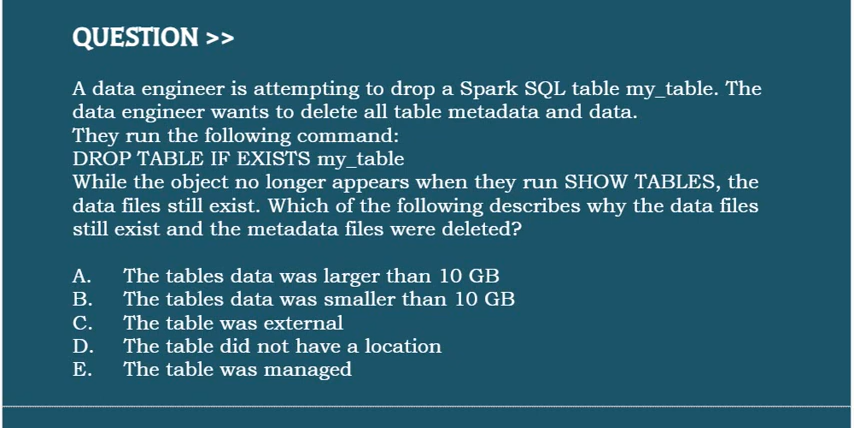 QUESTION >>
A data engineer is attempting to drop a Spark SQL table my_table. The
data engineer wants to delete all table metadata and data.
They run the following command:
DROP TABLE IF EXISTS my_table
While the object no longer appears when they run SHOW TABLES, the
data files still exist. Which of the following describes why the data files
still exist and the metadata files were deleted?
A. The tables data was larger than 10 GB
B. The tables data was smaller than 10 GB
C. The table was external
D. The table did not have a location
E. The table was managed